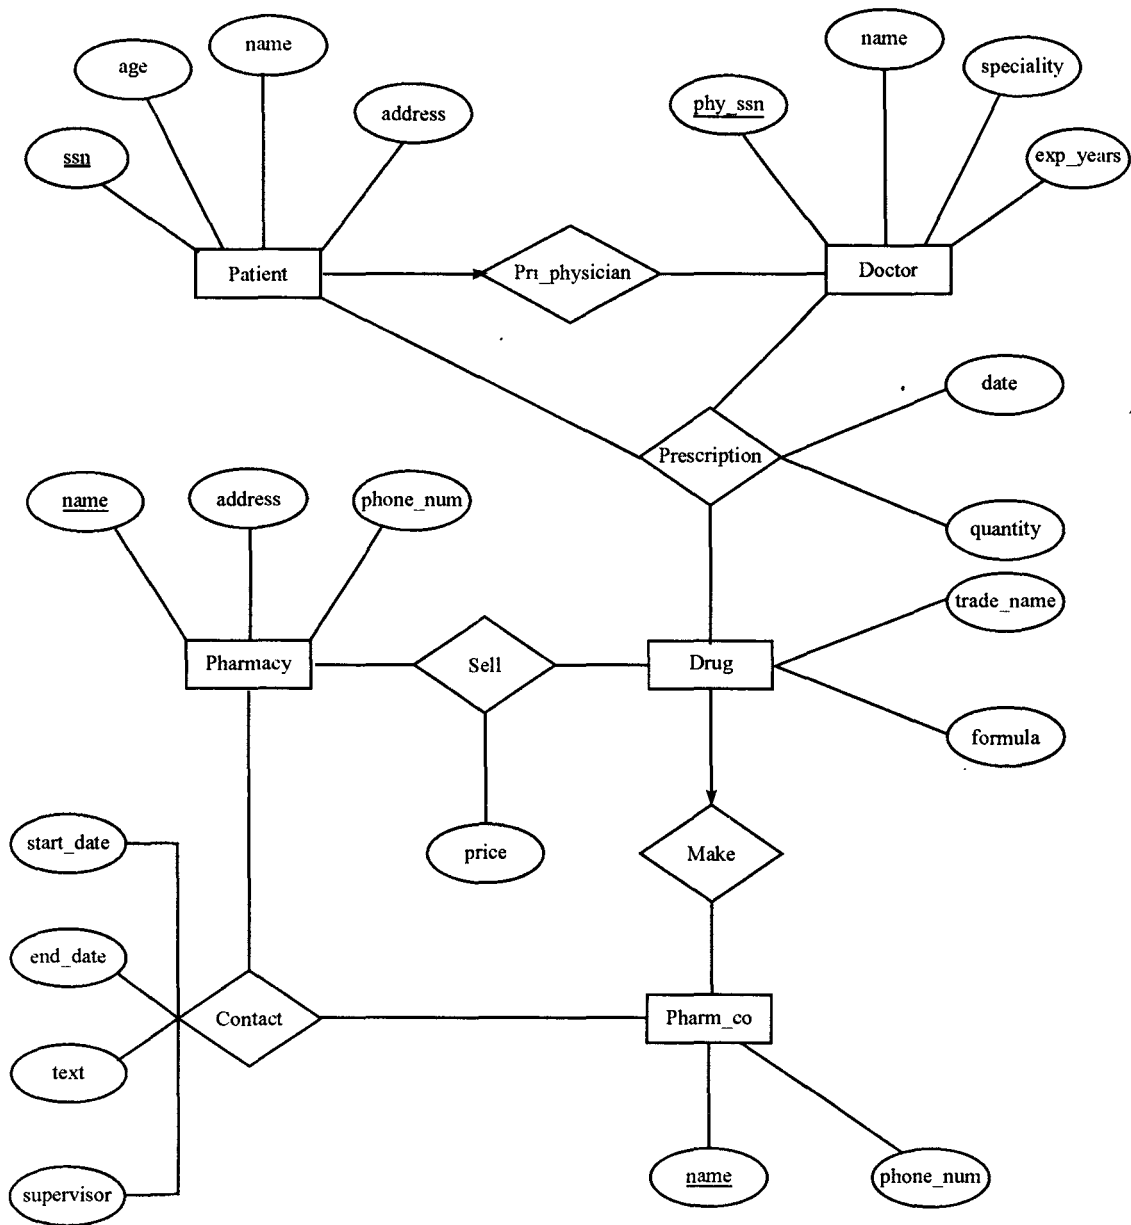 name
name
age
speciality
address
phy_ssn
ssn
exp_years
Patient
Pri_physician
Doctor
date
Prescription
name
address
phone_num
quantity
trade_name
Pharmacy
Sell
Drug
formula
start_date
price
Make
end_date
Contact
Pharm_co
text
name
phone_num
supervisor